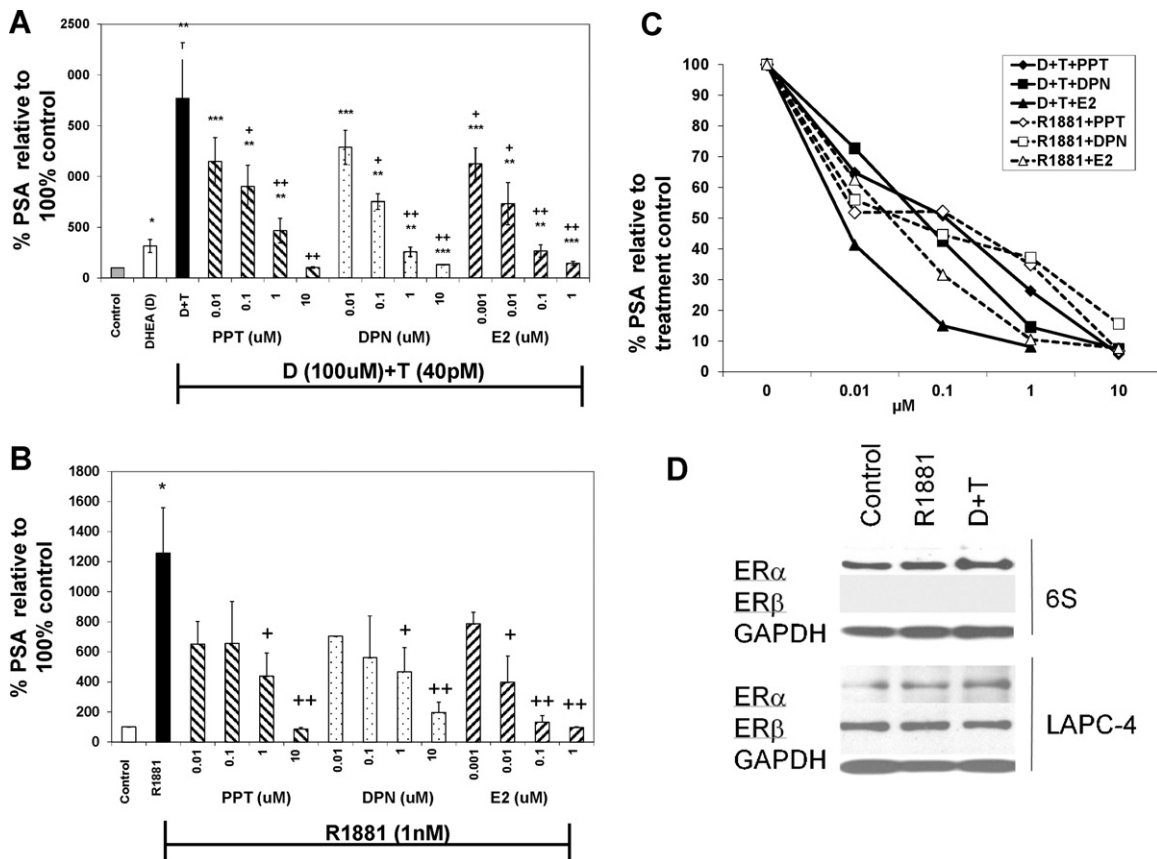 A
% PSA relative to
100% control
2500
000
500
000
500
0
**
*
***
+
**
++
**
++
***
+
**
++
**
++
***
+
***
+
**
++
**
++
***
Control
DHEA (D)
D+T
0.01
0.1
1
10
0.01
0.1
1
10
0.001
0.01
0.1
1
PPT (uM)
DPN (uM)
E2 (uM)
D (100uM)+T (40pM)
B
% PSA relative to
100% control
1800
1600
1400
1200
1000
800
600
400
200
0
*
+
++
+
++
+
++
++
Control
R1881
0.01
0.1
1
10
0.01
0.1
1
10
0.001
0.01
0.1
1
PPT (uM)
DPN (uM)
E2 (uM)
R1881 (1nM)
C
% PSA relative to
treatment control
100
90
80
70
60
50
40
30
20
10
0
0
0.01
0.1
1
10
µM
D+T+PPT
D+T+DPN
D+T+E2
R1881+PPT
R1881+DPN
R1881+E2
D
Control
R1881
D+T
ERα
ERβ
GAPDH
6S
ERα
ERβ
GAPDH
LAPC-4